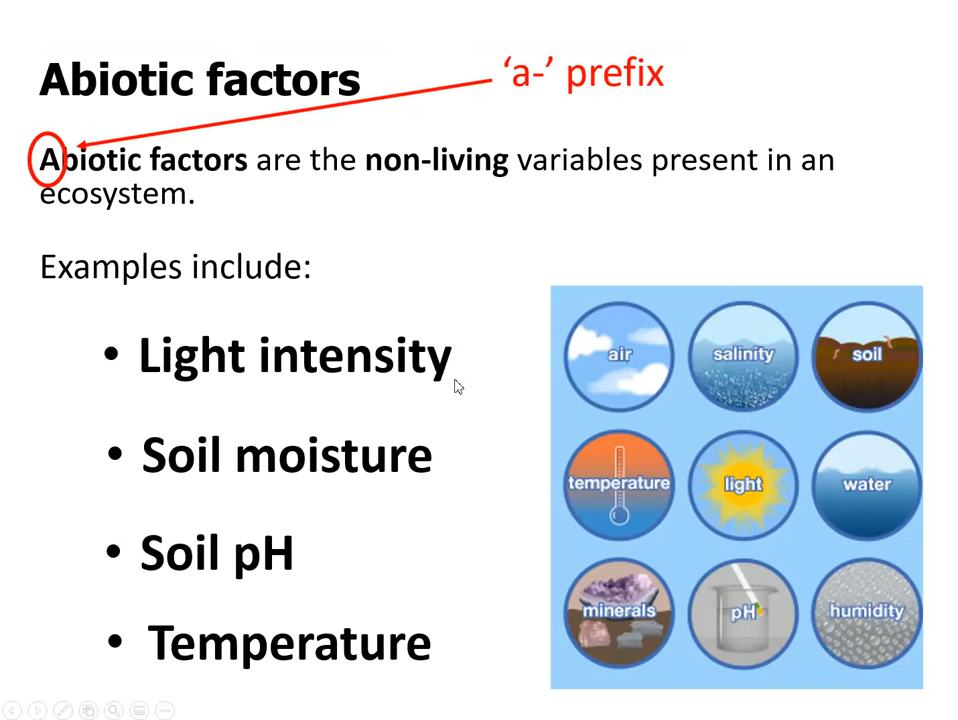 Abiotic factors
‘a-’ prefix
Abiotic factors are the non-living variables present in an
ecosystem.
Examples include:
• Light intensity
• Soil moisture
• Soil pH
• Temperature
air
salinity
soil
temperature
light
water
minerals
pH
humidity